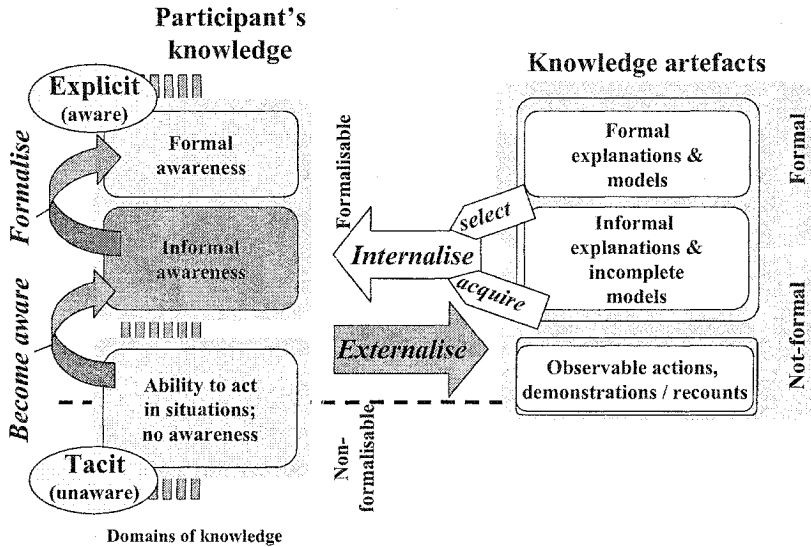 Participant's
knowledge
Explicit
(aware)
Formal
awareness
Informal
awareness
Ability to act
in situations;
no awareness
Tacit
(unaware)
Domains of knowledge
Formalise
Become aware
Formalisable
Non-
formalisable
Internalise
select
acquire
Externalise
Knowledge artefacts
Formal
explanations &
models
Informal
explanations &
incomplete
models
Observable actions,
demonstrations / recounts
Formal
Not-formal